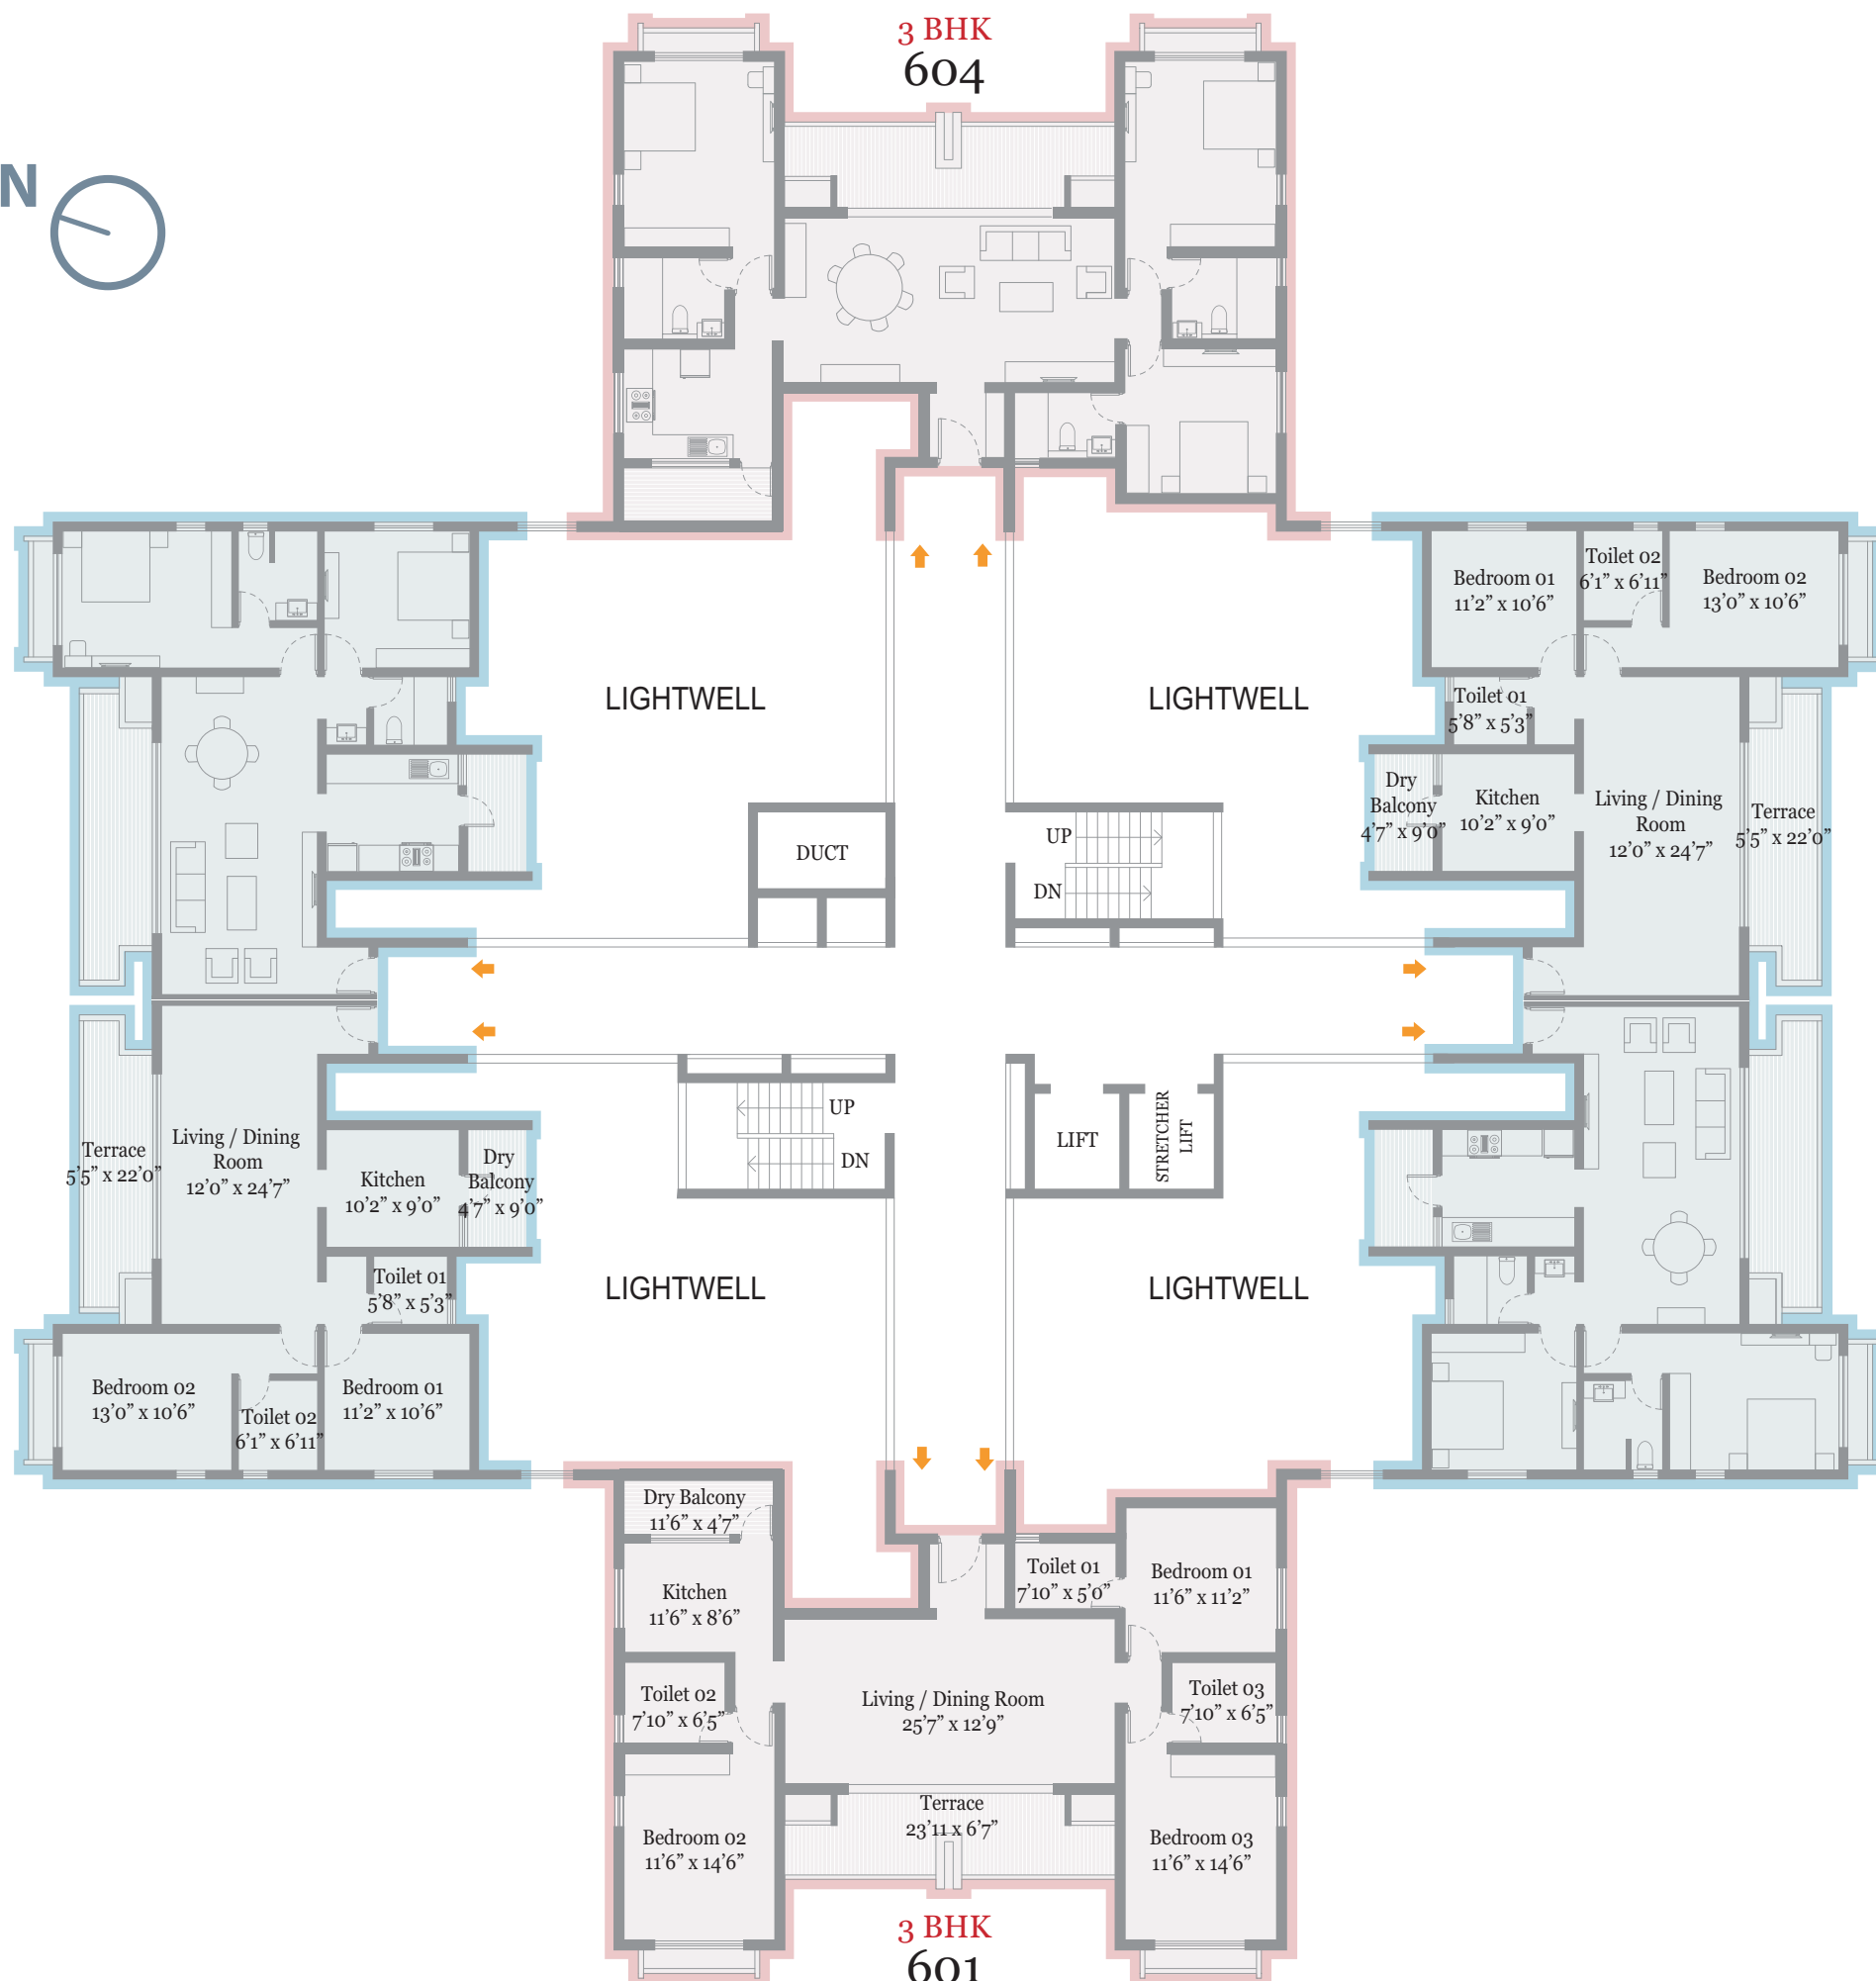 3 BHK
604
N
Bedroom 01
11’2” x 10’6”
Toilet 02
6’1” x 6’11”
Bedroom 02
13’0” x 10’6”
LIGHTWELL
LIGHTWELL
Toilet 01
5’8” x 5’3”
Dry
Balcony
4’7” x 9’0”
Kitchen
10’2” x 9’0”
Living / Dining
Room
12’0” x 24’7”
Terrace
5’5” x 22’0”
DUCT
UP
DN
UP
DN
LIFT
STRETCHER
LIFT
Terrace
5’5” x 22’0”
Living / Dining
Room
12’0” x 24’7”
Kitchen
10’2” x 9’0”
Dry
Balcony
4’7” x 9’0”
Toilet 01
5’8” x 5’3”
LIGHTWELL
LIGHTWELL
Bedroom 02
13’0” x 10’6”
Toilet 02
6’1” x 6’11”
Bedroom 01
11’2” x 10’6”
Dry Balcony
11’6” x 4’7”
Kitchen
11’6” x 8’6”
Toilet 01
7’10” x 5’0”
Bedroom 01
11’6” x 11’2”
Toilet 02
7’10” x 6’5”
Living / Dining Room
25’7” x 12’9”
Toilet 03
7’10” x 6’5”
Bedroom 02
11’6” x 14’6”
Terrace
23’11 x 6’7”
Bedroom 03
11’6” x 14’6”
3 BHK
601